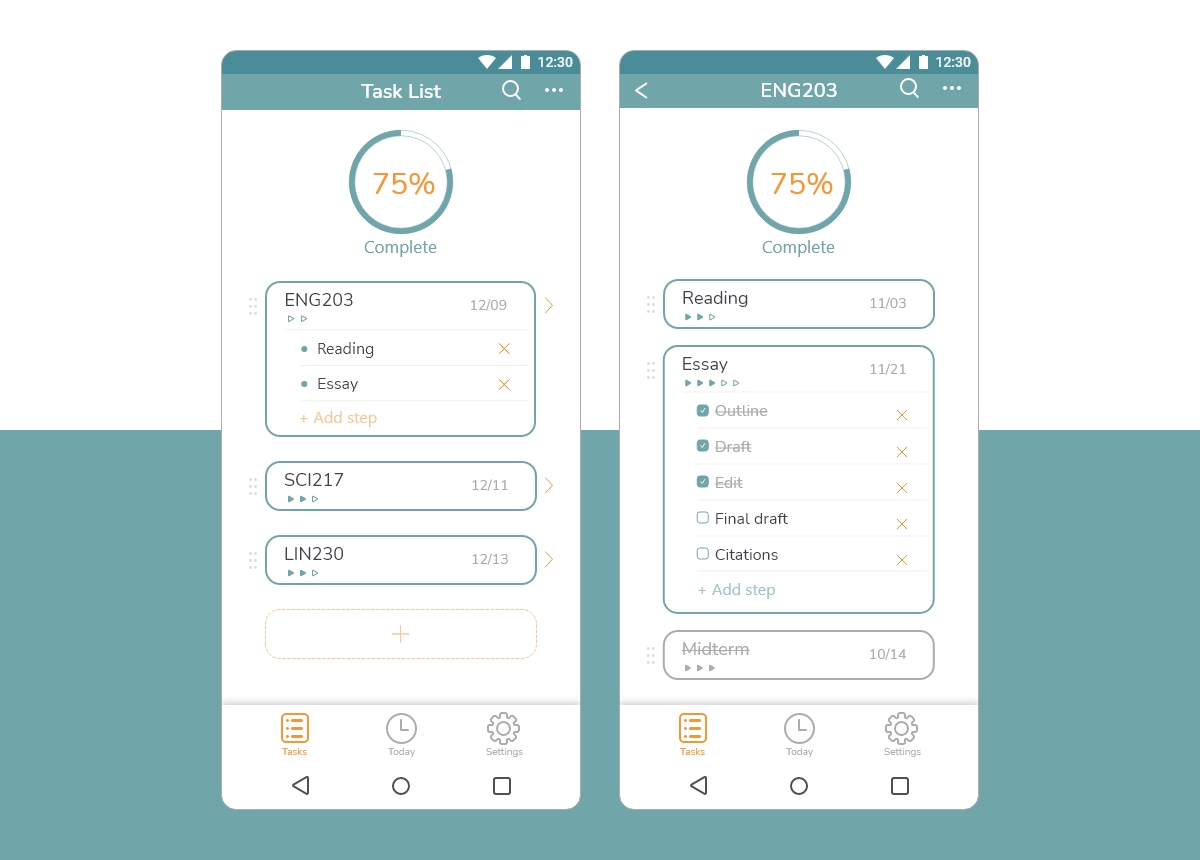 12:30
Task List
75%
Complete
ENG203
12/09
Reading
Essay
+ Add step
SCI217
12/11
LIN230
12/13
+
Tasks
Today
Settings
12:30
ENG203
75%
Complete
Reading
11/03
Essay
11/21
Outline
Draft
Edit
Final draft
Citations
+ Add step
Midterm
10/14
Tasks
Today
Settings